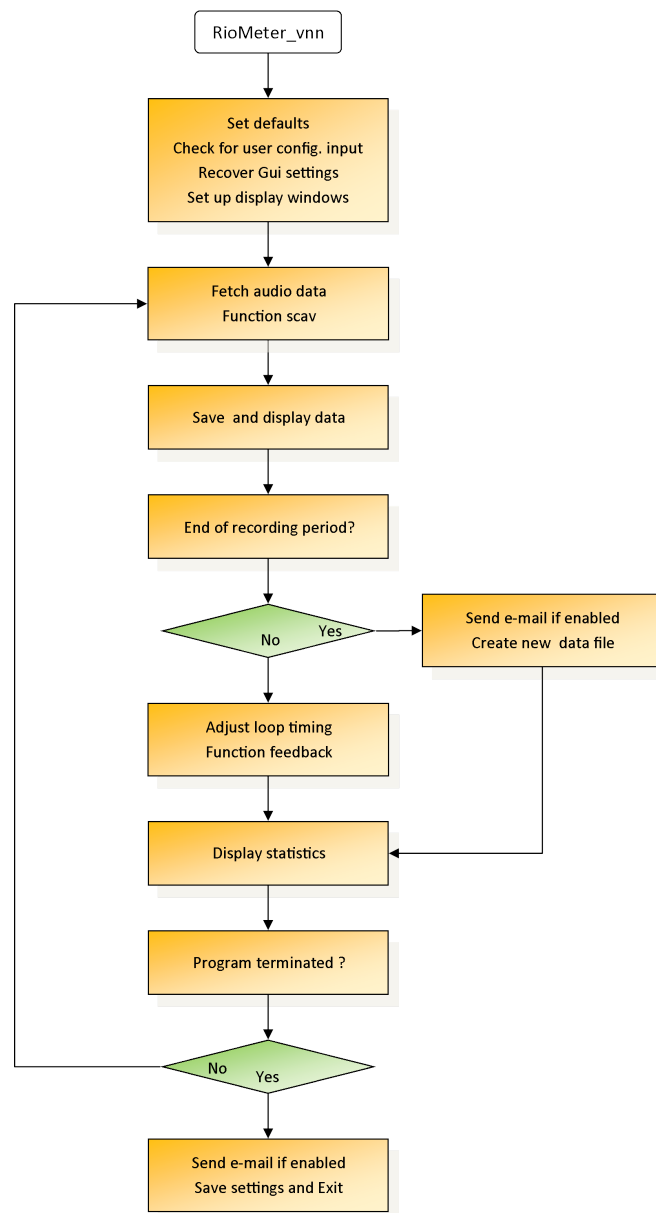 RioMeter_vnn
Set defaults
Check for user config. input
Recover Gui settings
Set up display windows
Fetch audio data
Function scav
Save  and display data
End of recording period?
Yes
No
Send e-mail if enabled
Create new  data file
Adjust loop timing
Function feedback
Display statistics
Program terminated ?
No
Yes
Send e-mail if enabled
Save settings and Exit